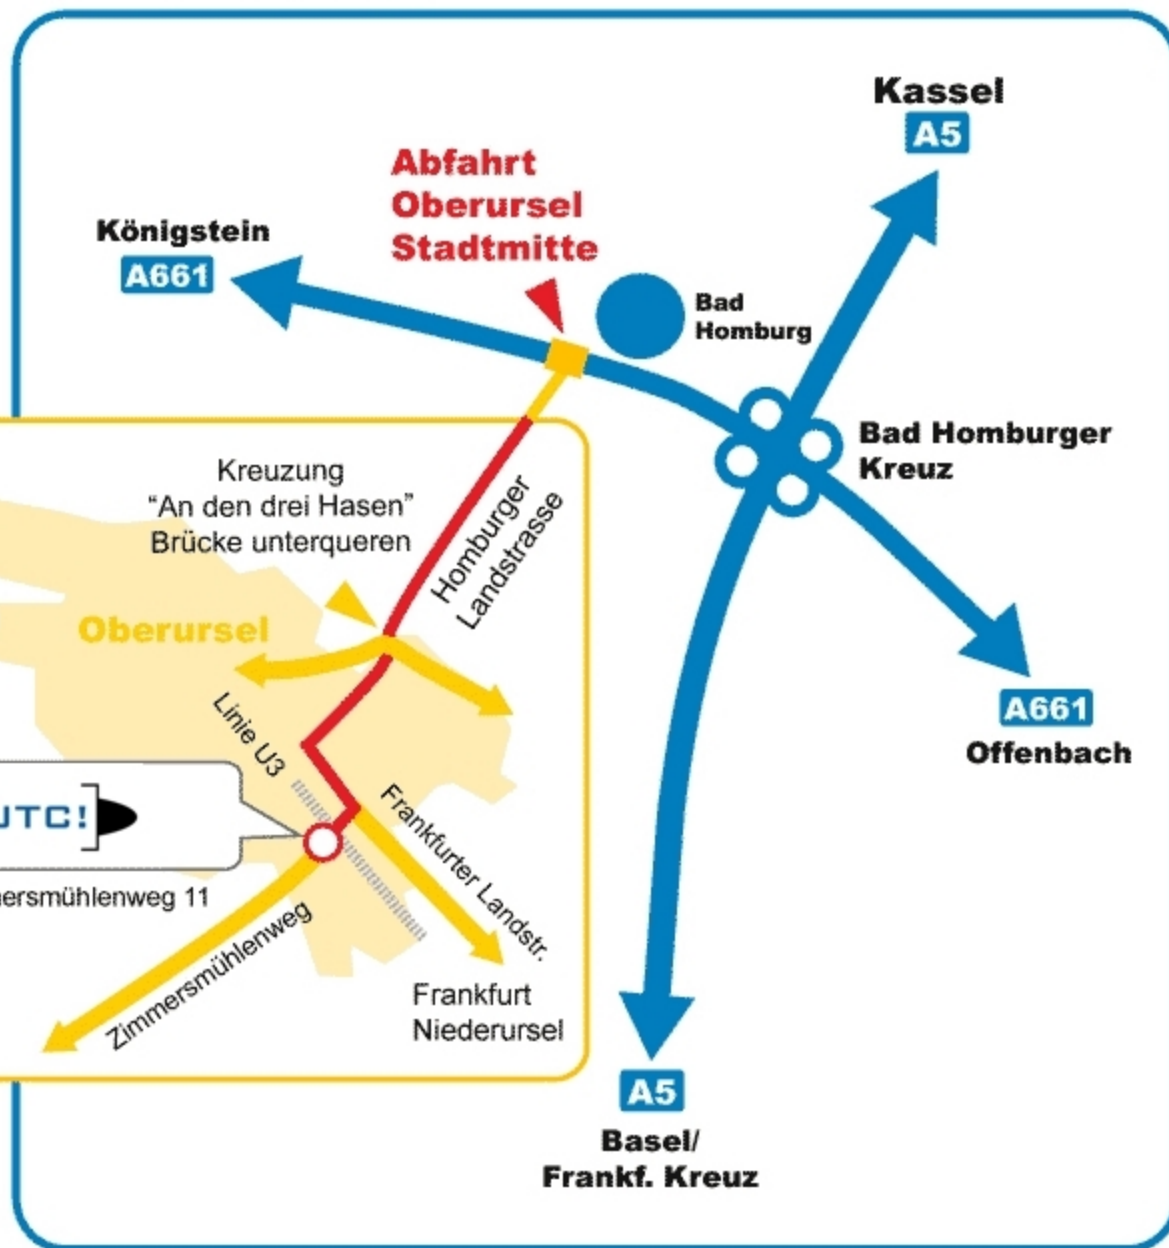 Kassel
A5
Abfahrt
Oberursel
Stadtmitte
Königstein
A661
Bad
Homburg
Bad Homburger
Kreuz
Kreuzung
“An den drei Hasen”
Brücke unterqueren
Homburger
Landstrasse
Oberursel
Linie U3
A661
Offenbach
Frankfurter Landstr.
11
Zimmersmühlenweg
Frankfurt
Niederursel
A5
Basel/
Frankf. Kreuz